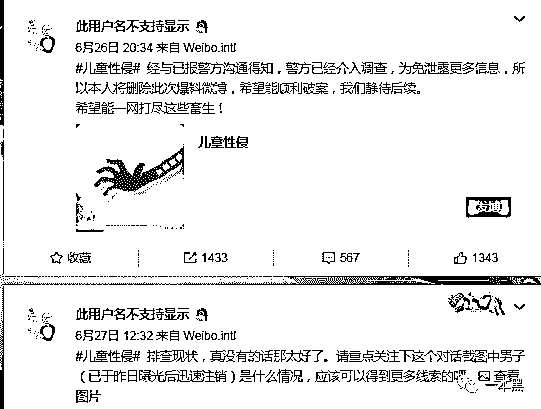 此用户名不支持显示
6月26日 20:34 来自 Weibo.intl
#儿童性侵# 经与已报警方沟通得知，警方已经介入调查，为免泄露更多信息，所
以本人将删除此次爆料微博，希望能顺利破案，我们静待后续。
希望能一网打尽这些畜生！
儿童性侵
收藏
1433
567
1343
此用户名不支持显示
6月27日 12:32 来自 Weibo.intl
#儿童性侵# 排查现状，真没有的话那太好了。请重点关注下这个对话截图中男子
（已于昨日曝光后迅速注销）是什么情况，应该可以得到更多线索的吧。 查看
图片
一本黑